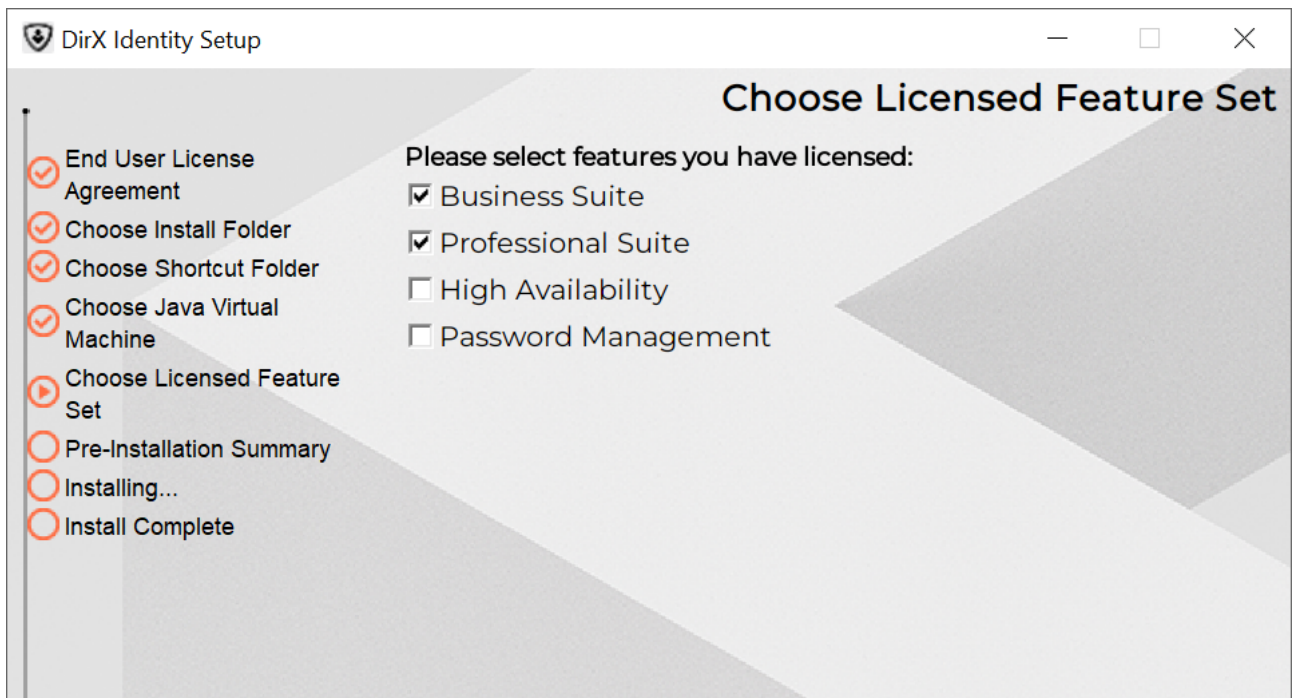 DirX Identity Setup
Choose Licensed Feature Set
End User License
Agreement
Choose Install Folder
Choose Shortcut Folder
Choose Java Virtual
Machine
Choose Licensed Feature
Set
Pre-Installation Summary
Installing...
Install Complete
Please select features you have licensed:
Business Suite
Professional Suite
High Availability
Password Management